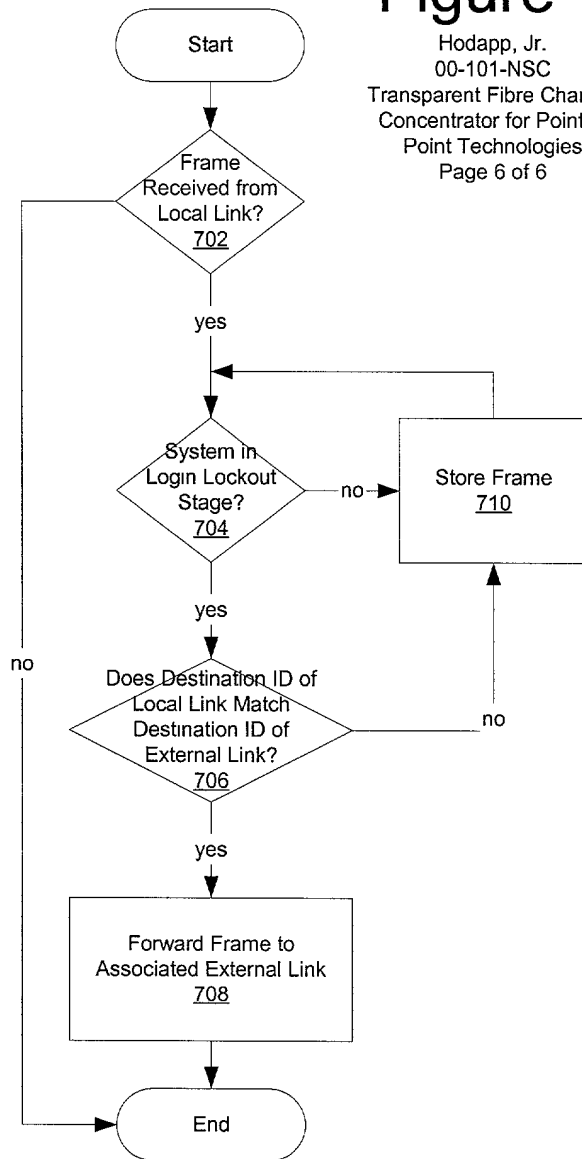 Figure
Hodapp, Jr.
00-101-NSC
Transparent Fibre
Concentrator for Point
Point Technologies
Page 6 of 6
Start
Frame
Received from
Local Link?
702
yes
System in
Login Lockout
Stage?
704
no
Store Frame
710
yes
Does Destination ID of
Local Link Match
Destination ID of
External Link?
706
no
no
yes
Forward Frame to
Associated External Link
708
End